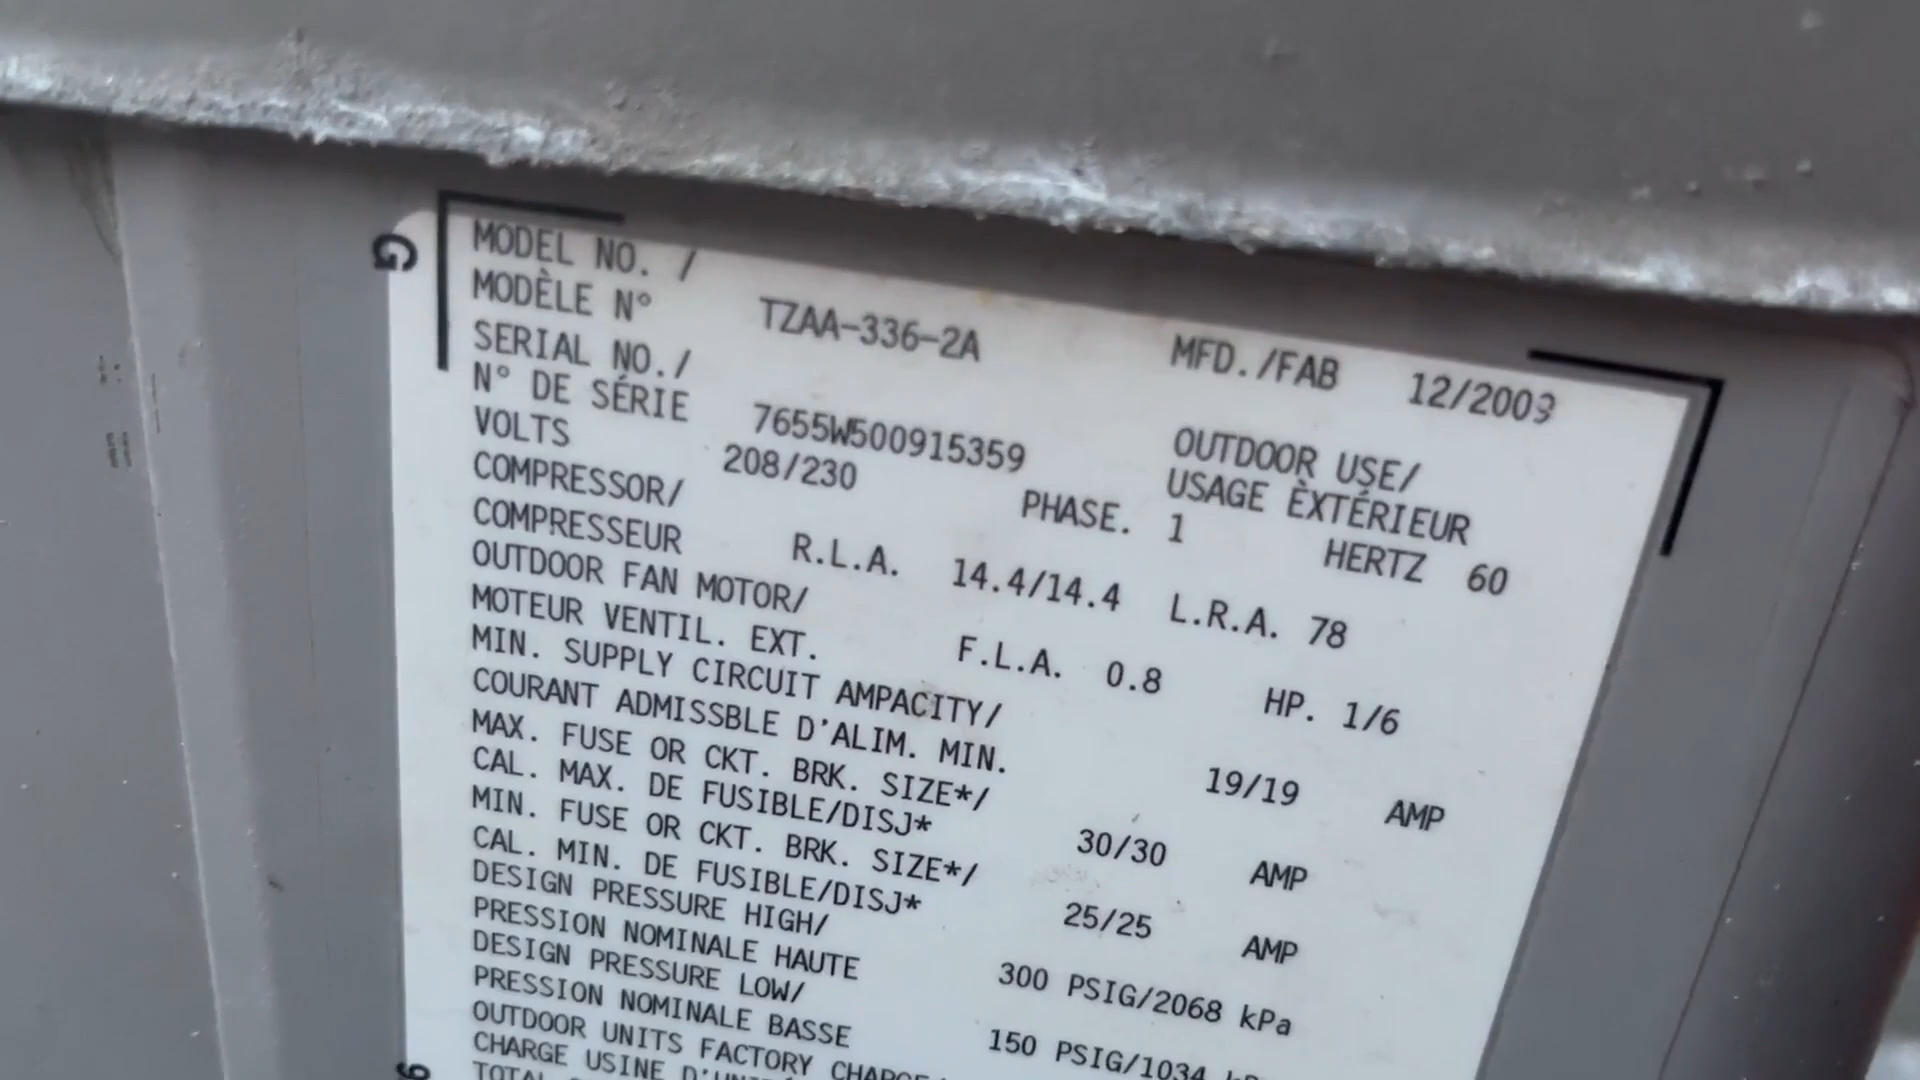 G
MODEL NO. /
MODÈLE N° TZAA-336-2A MFD./FAB 12/2009
SERIAL NO./
N° DE SÉRIE 7655W500915359 OUTDOOR USE/
USAGE ÈXTÉRIEUR
VOLTS 208/230 PHASE. 1 HERTZ 60
COMPRESSOR/
COMPRESSEUR R.L.A. 14.4/14.4 L.R.A. 78
OUTDOOR FAN MOTOR/
MOTEUR VENTIL. EXT. F.L.A. 0.8 HP. 1/6
MIN. SUPPLY CIRCUIT AMPACITY/
COURANT ADMISSBLE D'ALIM. MIN. 19/19 AMP
MAX. FUSE OR CKT. BRK. SIZE*/
CAL. MAX. DE FUSIBLE/DISJ* 30/30 AMP
MIN. FUSE OR CKT. BRK. SIZE*/
CAL. MIN. DE FUSIBLE/DISJ* 25/25 AMP
DESIGN PRESSURE HIGH/
PRESSION NOMINALE HAUTE 300 PSIG/2068 kPa
DESIGN PRESSURE LOW/
PRESSION NOMINALE BASSE 150 PSIG/1034
OUTDOOR UNITS FACTORY
CHARGE USINE
TOTAL